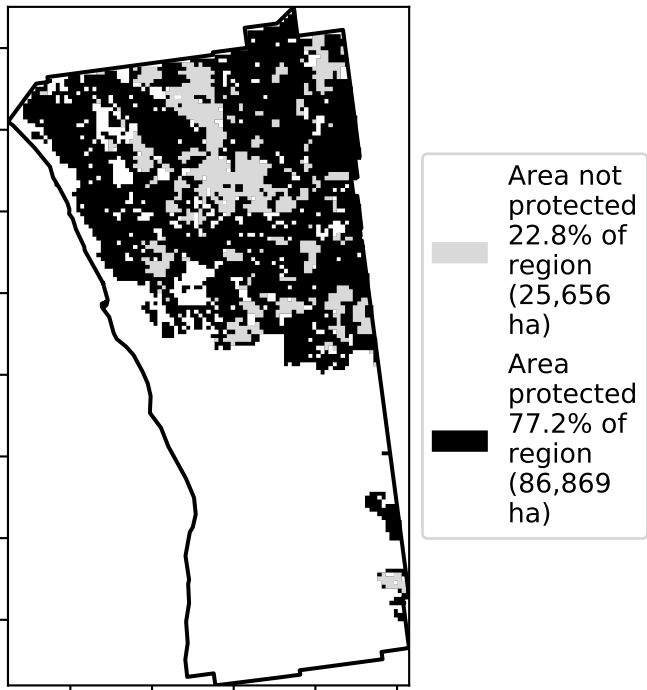 Area not
protected
22.8% of
region
(25,656
ha)
Area
protected
77.2% of
region
(86,869
ha)